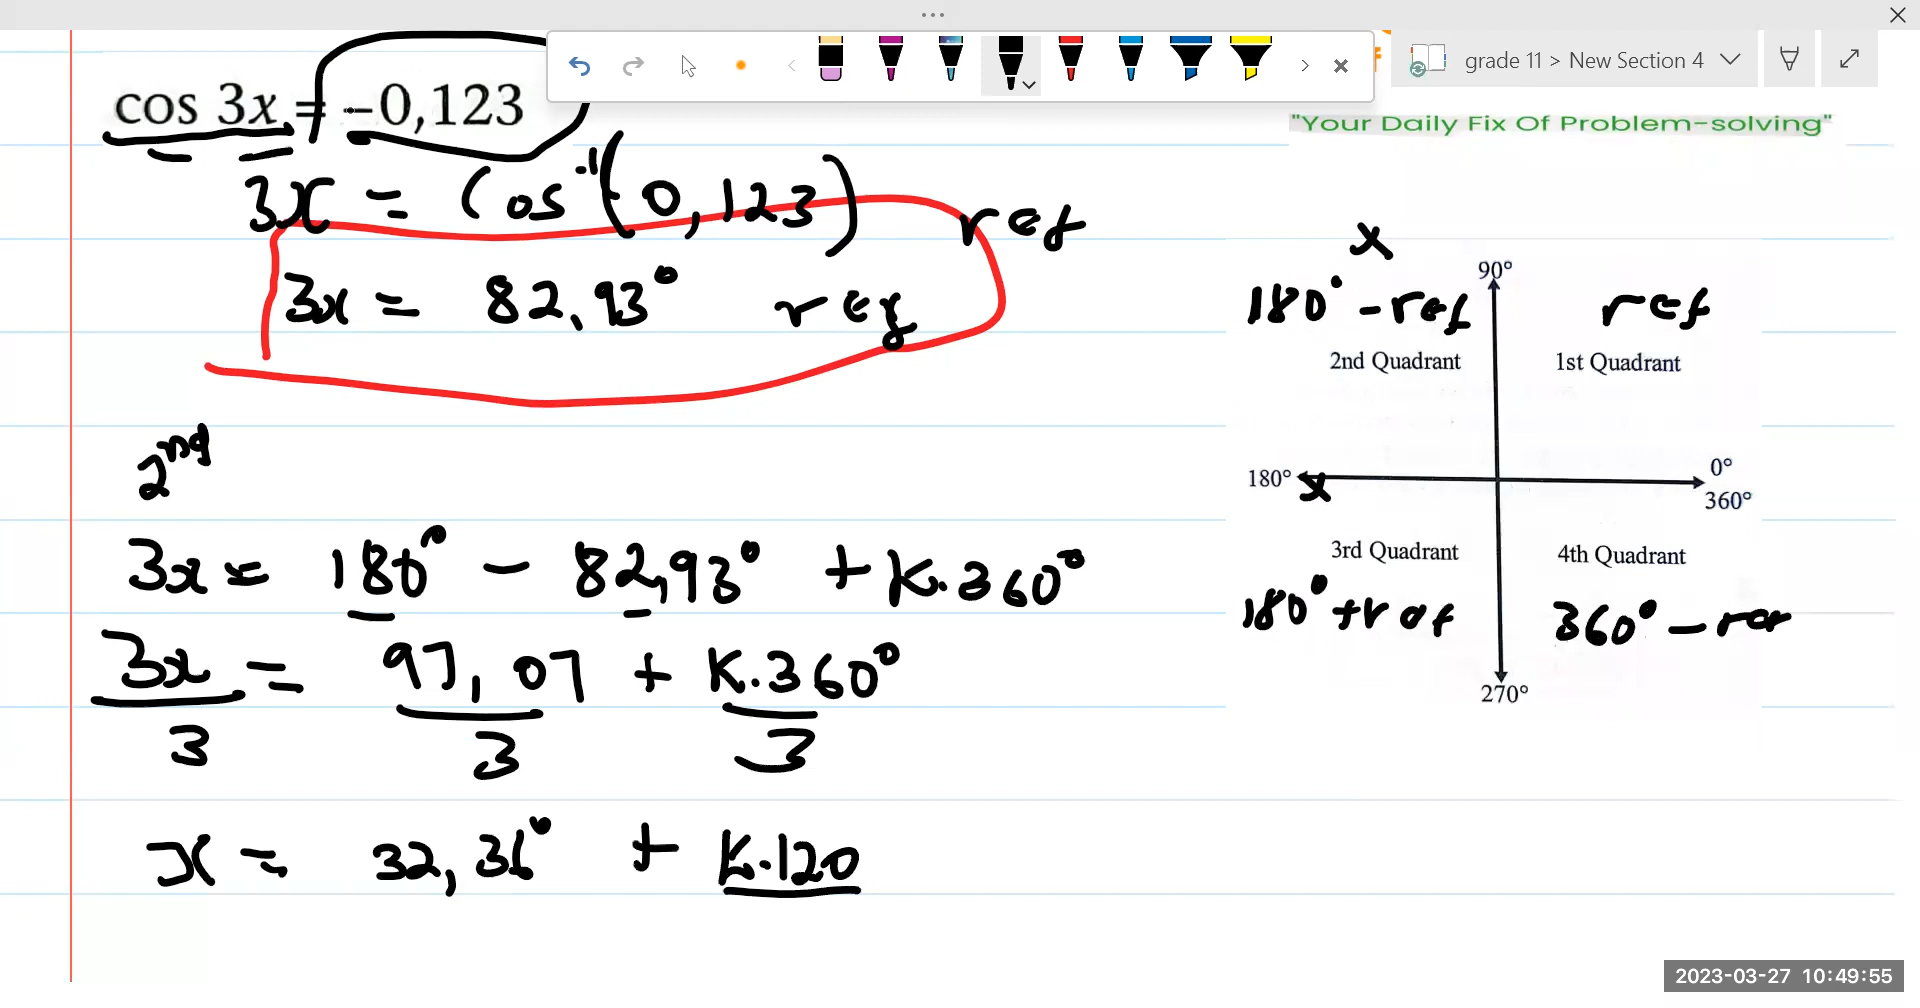 grade 11 > New Section 4
"Your Daily Fix Of Problem-solving"
cos 3x = -0,123
3x = Cos⁻¹(0,123) ref
3x = 82,93° ref
2nd
3x = 180° - 82,93° + K.360°
3x = 97,07 + K.360°
3 3 3
x = 32,36° + K.120
x
90°
180° - ref ref
2nd Quadrant 1st Quadrant
0°
180° x
360°
3rd Quadrant 4th Quadrant
180° + ref 360° - ref
270°
2023-03-27 10:49:55